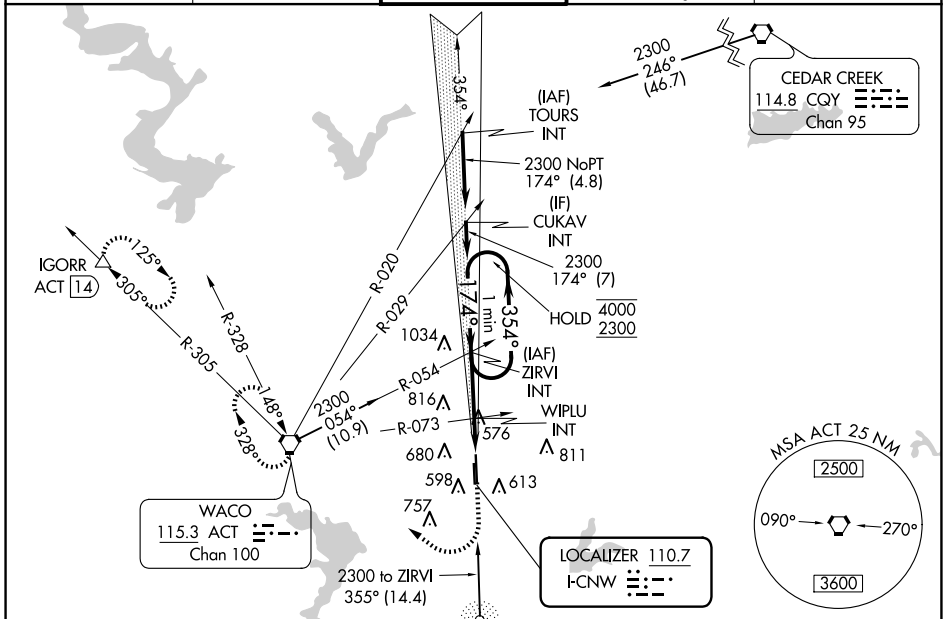 2300
246°
(46.7)
CEDAR CREEK
114.8 CQY
Chan 95
354°
(IAF)
TOURS
INT
2300 NoPT
174° (4.8)
(IF)
CUKAV
INT
2300
174° (7)
HOLD 4000
2300
174°
1 min
354°
(IAF)
ZIRVI
INT
WIPLU
INT
IGORR
ACT 14
125°
305°
R-305
R-328
148°
328°
R-020
R-029
R-054
R-073
2300
054°
(10.9)
1034
816
576
680
811
598
613
757
WACO
115.3 ACT
Chan 100
2300 to ZIRVI
355° (14.4)
LOCALIZER 110.7
I-CNW
MSA ACT 25 NM
2500
090°
270°
3600